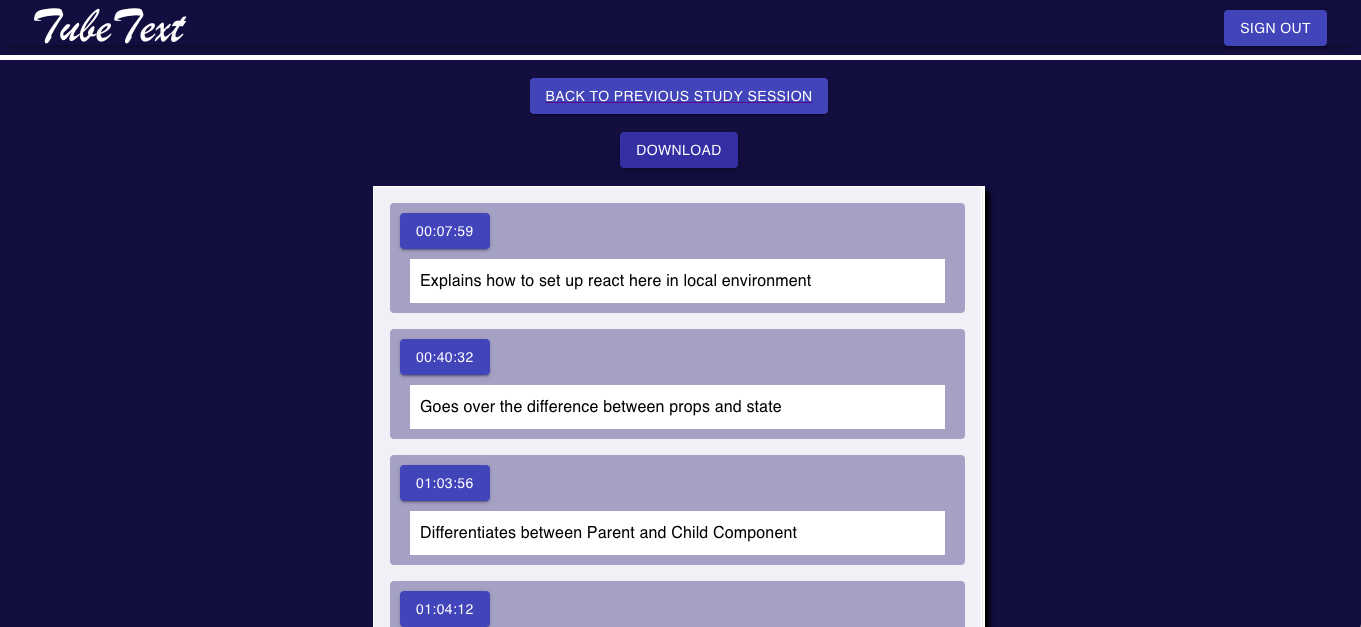 TubeText
SIGN OUT
BACK TO PREVIOUS STUDY SESSION
DOWNLOAD
00:07:59
Explains how to set up react here in local environment
00:40:32
Goes over the difference between props and state
01:03:56
Differentiates between Parent and Child Component
01:04:12